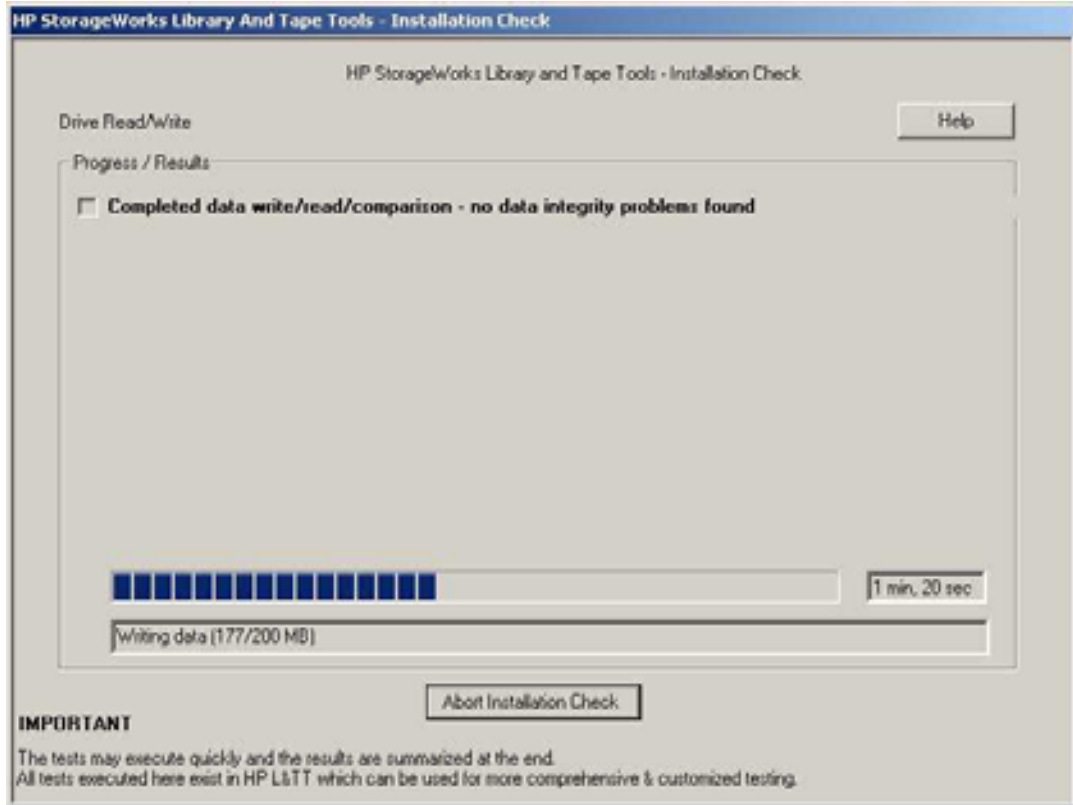 HP StorageWorks Library And Tape Tools - Installation Check
HP StorageWorks Library and Tape Tools - Installation Check
Drive Read/Write
Help
Progress / Results
Completed data write/read/comparison - no data integrity problems found
1 min, 20 sec
Writing data (177/200 MB)
Abort Installation Check
IMPORTANT
The tests may execute quickly and the results are summarized at the end.
All tests executed here exist in HP L&TT which can be used for more comprehensive & customized testing.